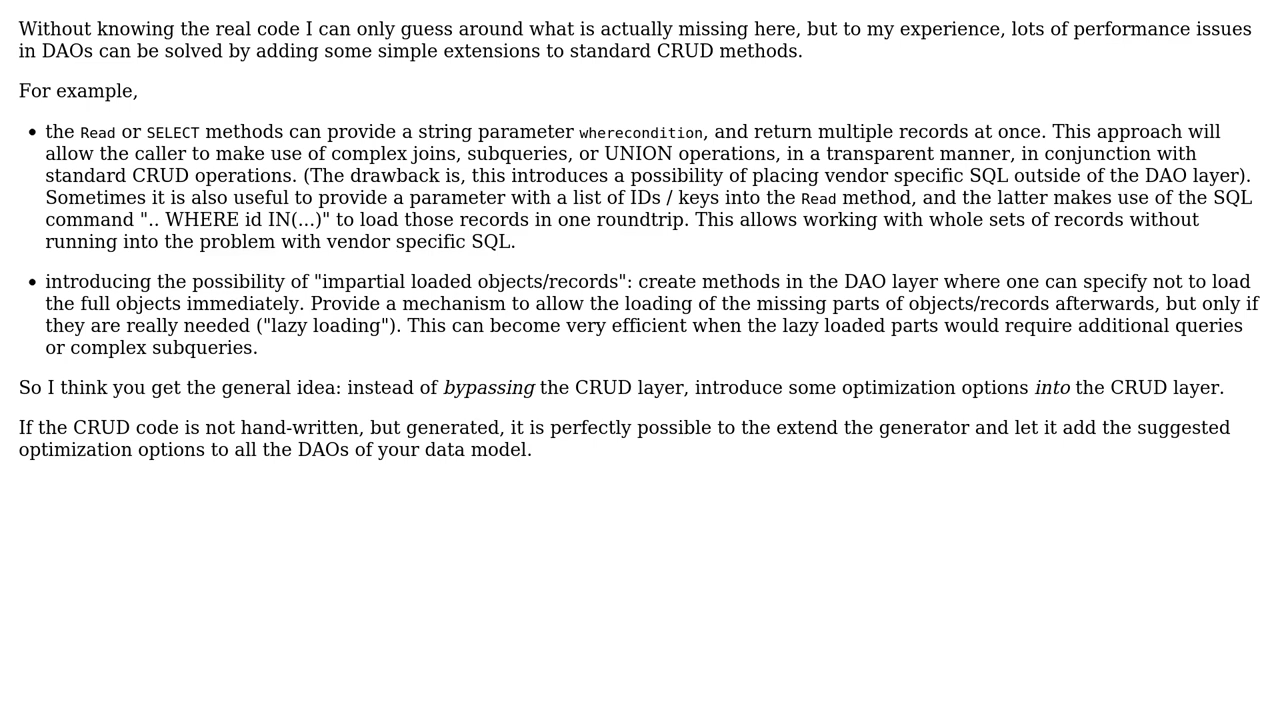 Without knowing the real code I can only guess around what is actually missing here, but to my experience, lots of performance issues
in DAOs can be solved by adding some simple extensions to standard CRUD methods.
For example,
• the Read or SELECT methods can provide a string parameter wherecondition, and return multiple records at once. This approach will
allow the caller to make use of complex joins, subqueries, or UNION operations, in a transparent manner, in conjunction with
standard CRUD operations. (The drawback is, this introduces a possibility of placing vendor specific SQL outside of the DAO layer).
Sometimes it is also useful to provide a parameter with a list of IDs / keys into the Read method, and the latter makes use of the SQL
command ".. WHERE id IN(...)" to load those records in one roundtrip. This allows working with whole sets of records without
running into the problem with vendor specific SQL.
• introducing the possibility of "impartial loaded objects/records": create methods in the DAO layer where one can specify not to load
the full objects immediately. Provide a mechanism to allow the loading of the missing parts of objects/records afterwards, but only if
they are really needed ("lazy loading"). This can become very efficient when the lazy loaded parts would require additional queries
or complex subqueries.
So I think you get the general idea: instead of bypassing the CRUD layer, introduce some optimization options into the CRUD layer.
If the CRUD code is not hand-written, but generated, it is perfectly possible to the extend the generator and let it add the suggested
optimization options to all the DAOs of your data model.